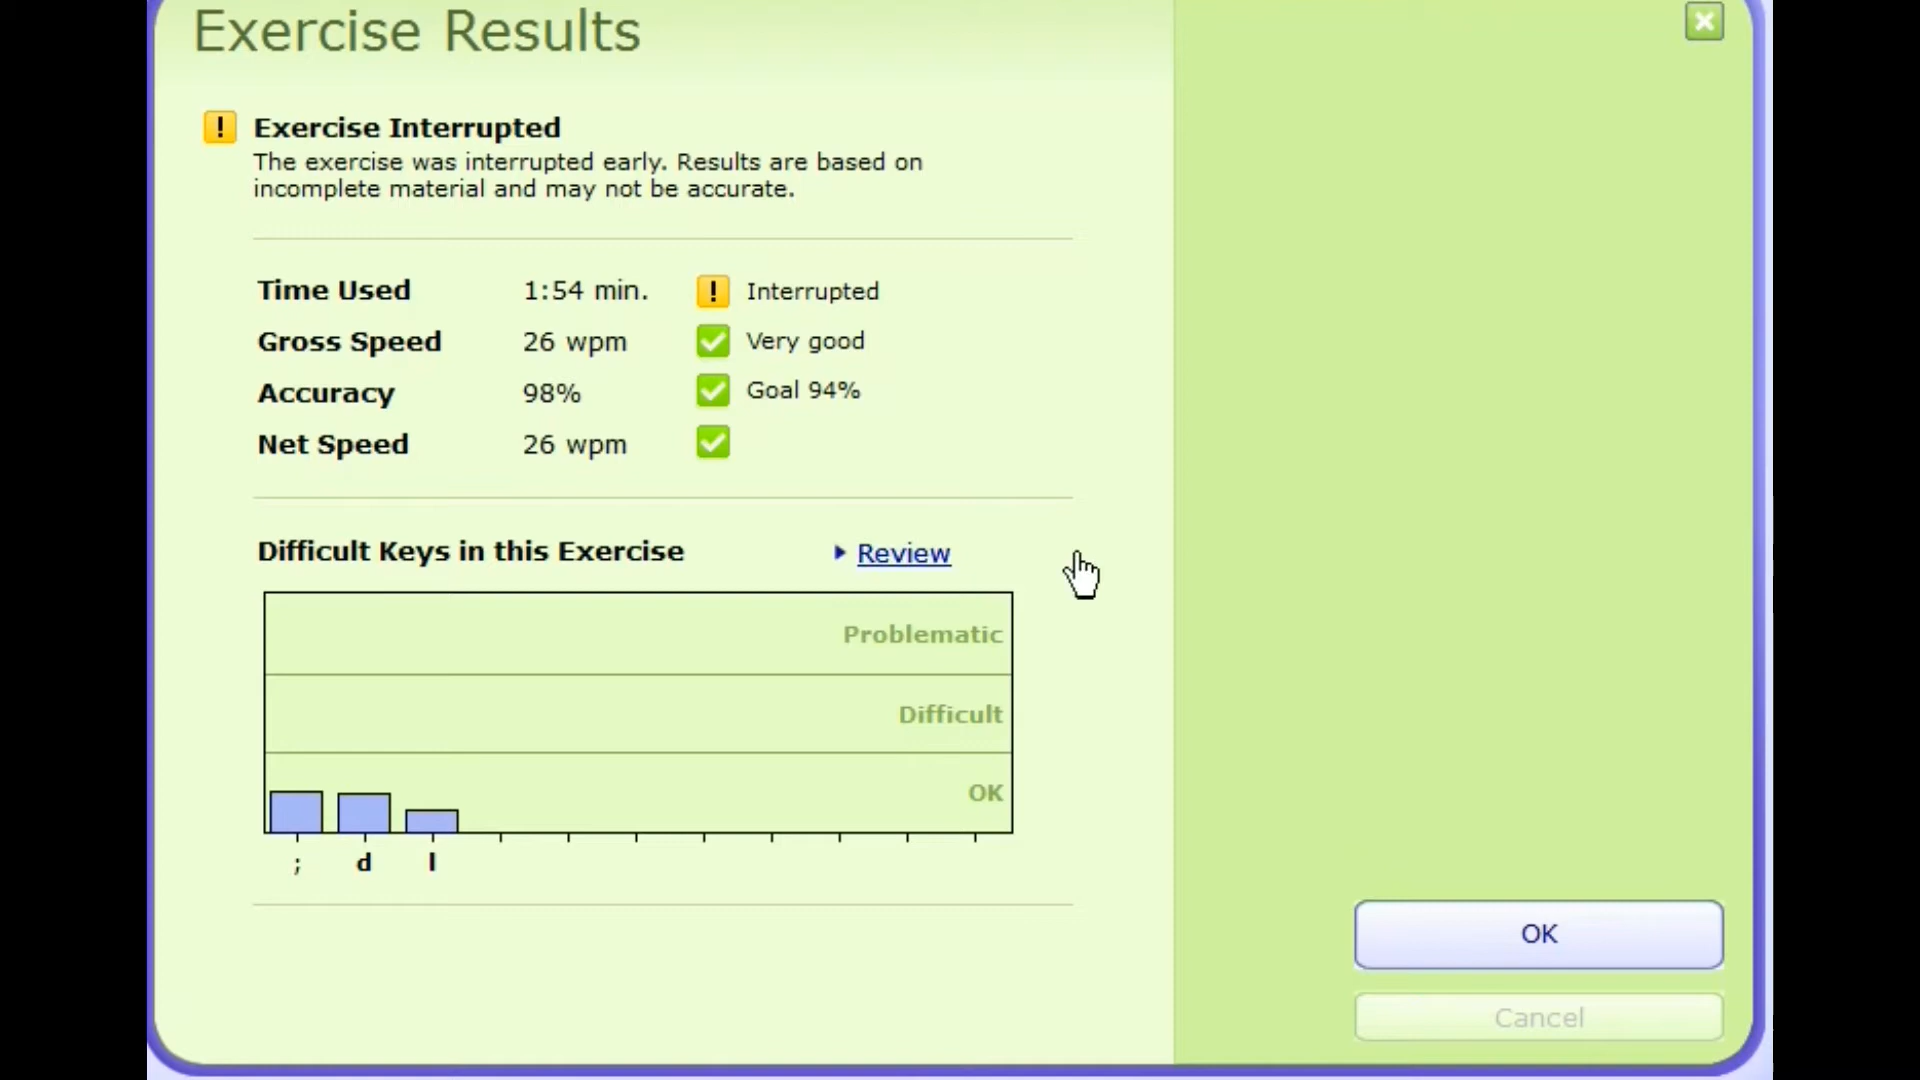 Exercise Results
Exercise Interrupted
The exercise was interrupted early. Results are based on
incomplete material and may not be accurate.
Time Used 1:54 min. Interrupted
Gross Speed 26 wpm Very good
Accuracy 98% Goal 94%
Net Speed 26 wpm
Difficult Keys in this Exercise Review
Problematic
Difficult
OK
; d l
OK
Cancel